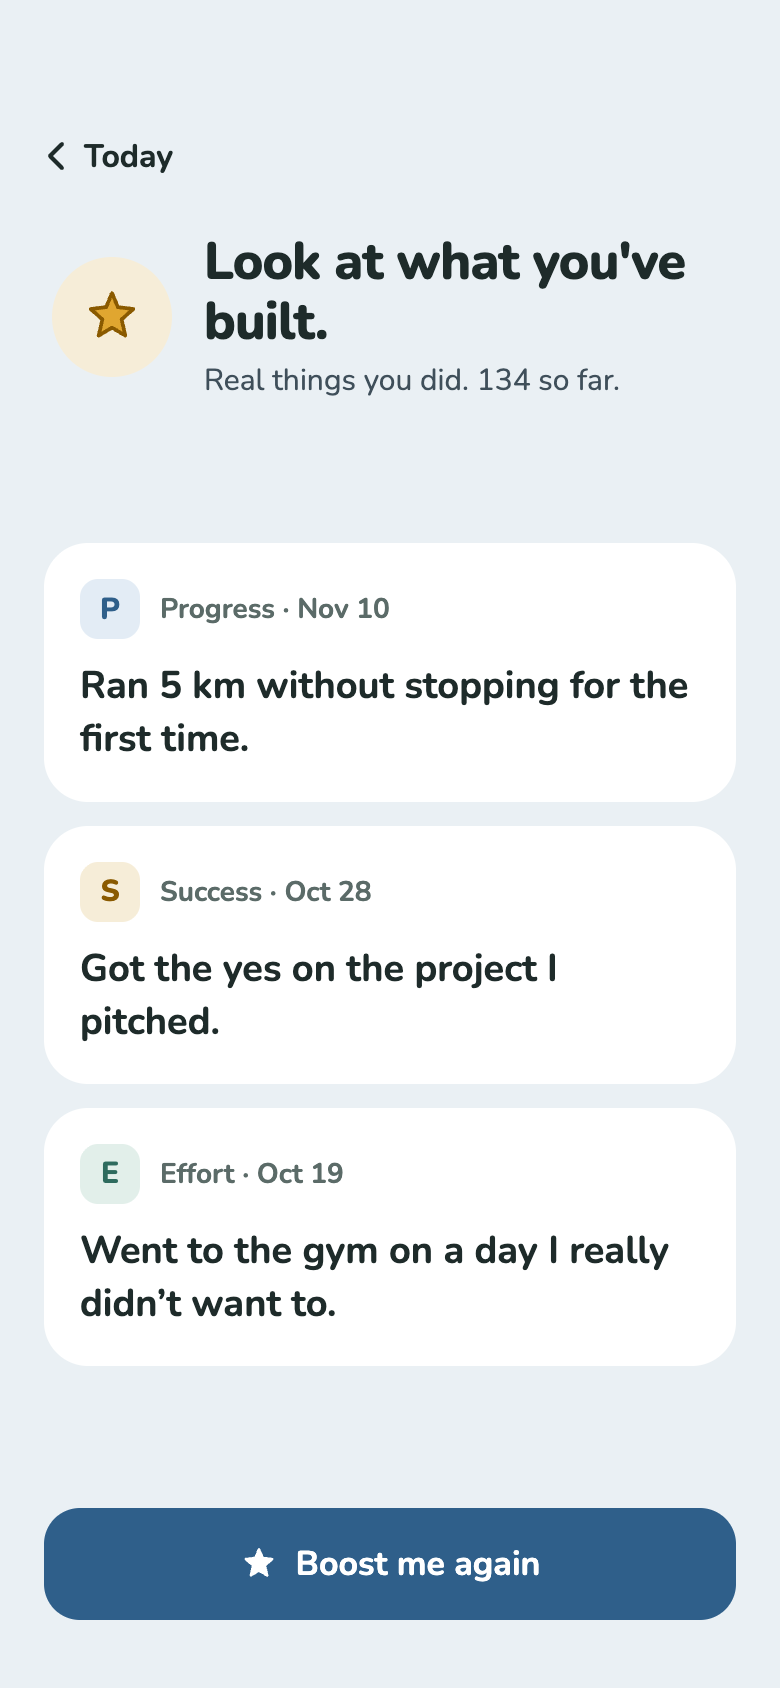 Today
Look at what you've
built.
Real things you did. 134 so far.
P
Progress · Nov 10
Ran 5 km without stopping for the
first time.
S
Success · Oct 28
Got the yes on the project I
pitched.
E
Effort · Oct 19
Went to the gym on a day I really
didn’t want to.
Boost me again